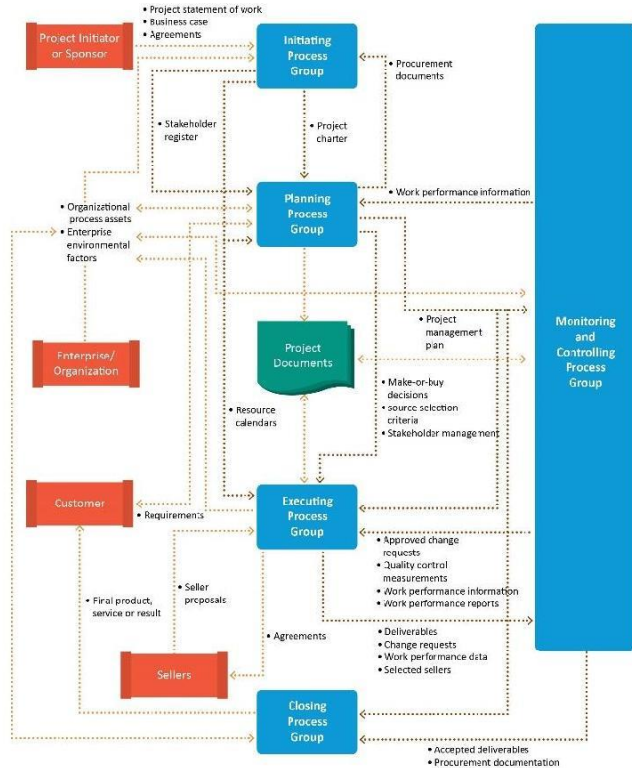 • Project statement of work
• Business case
• Agreements
Project Initiator
or Sponsor
Initiating
Process
Group
• Procurement
documents
• Stakeholder
register
• Project
charter
Planning
Process
Group
• Work performance information
• Organizational
process assets
• Enterprise
environmental
factors
• Project
management
plan
Monitoring
and
Controlling
Process
Group
Enterprise/
Organization
Project
Documents
• Make-or-buy
decisions
• source selection
criteria
• Stakeholder management
• Resource
calendars
Customer
• Requirements
Executing
Process
Group
• Approved change
requests
• Quality control
measurements
• Work performance information
• Work performance reports
• Final product,
service or result
• Seller
proposals
• Agreements
• Deliverables
• Change requests
• Work performance data
• Selected sellers
Sellers
Closing
Process
Group
• Accepted deliverables
• Procurement documentation